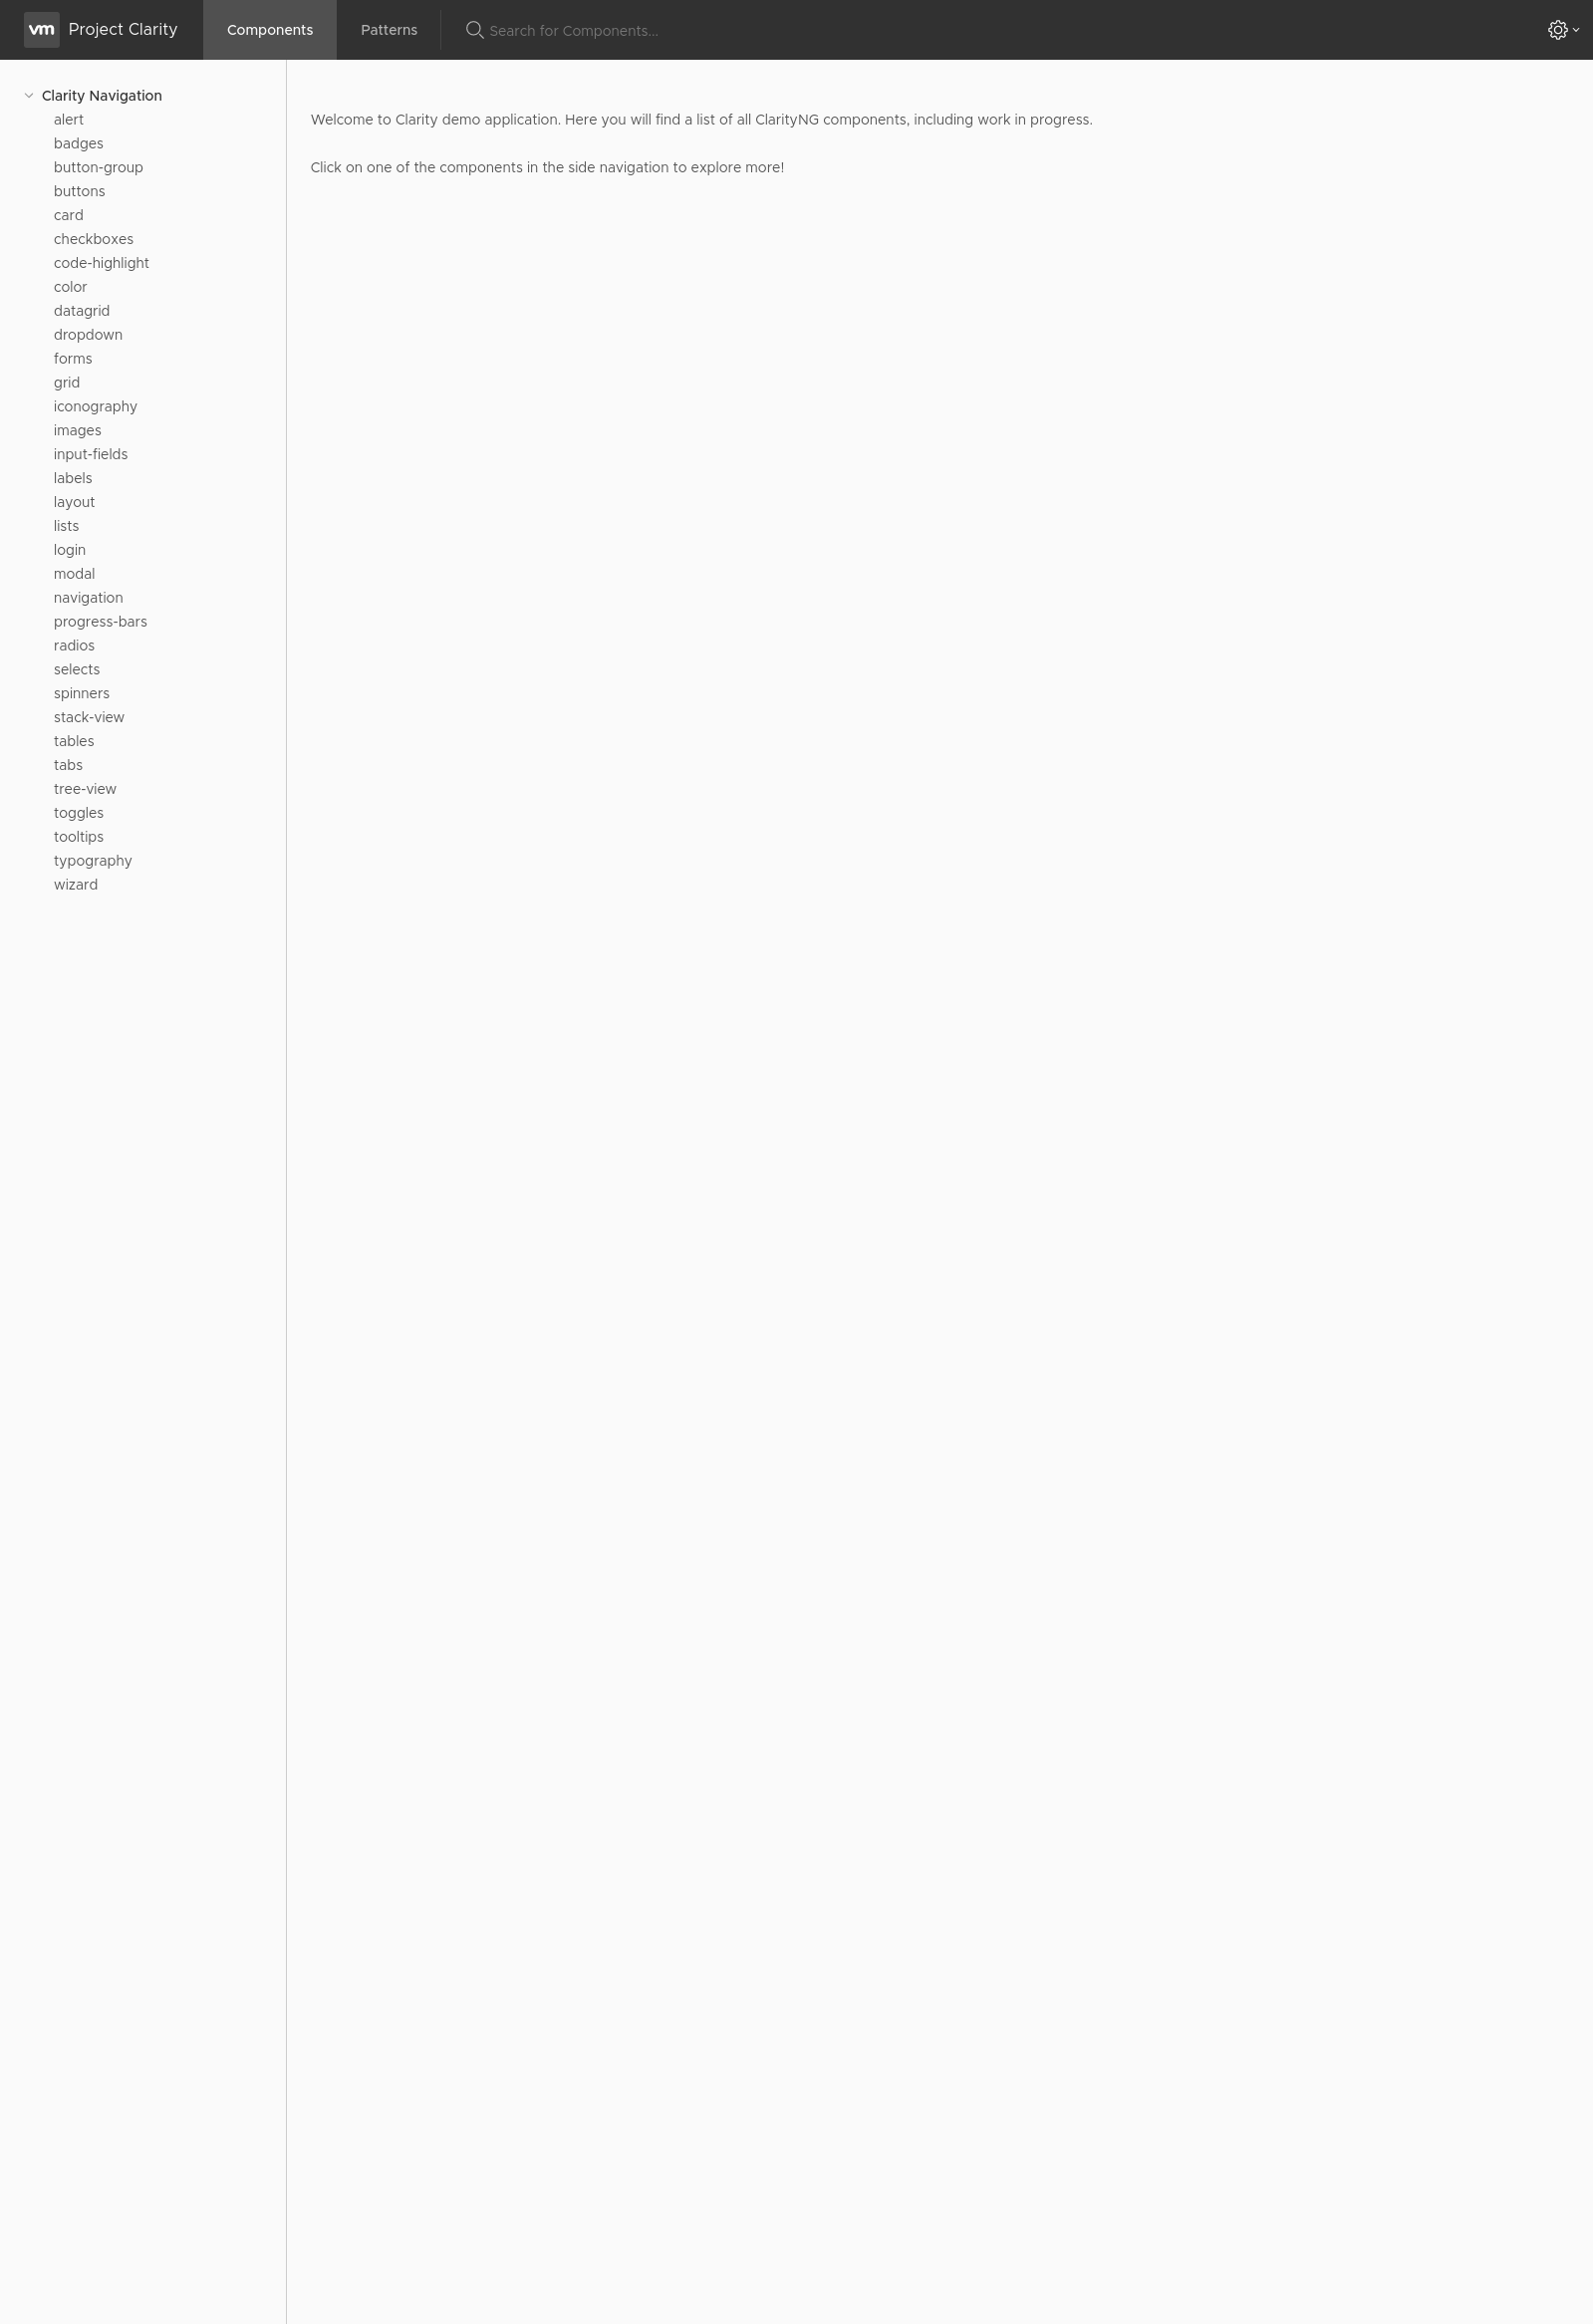 vm Project Clarity Components Patterns Search for Components...
Clarity Navigation
alert
badges
button-group
buttons
card
checkboxes
code-highlight
color
datagrid
dropdown
forms
grid
iconography
images
input-fields
labels
layout
lists
login
modal
navigation
progress-bars
radios
selects
spinners
stack-view
tables
tabs
tree-view
toggles
tooltips
typography
wizard
Welcome to Clarity demo application. Here you will find a list of all ClarityNG components, including work in progress.
Click on one of the components in the side navigation to explore more!